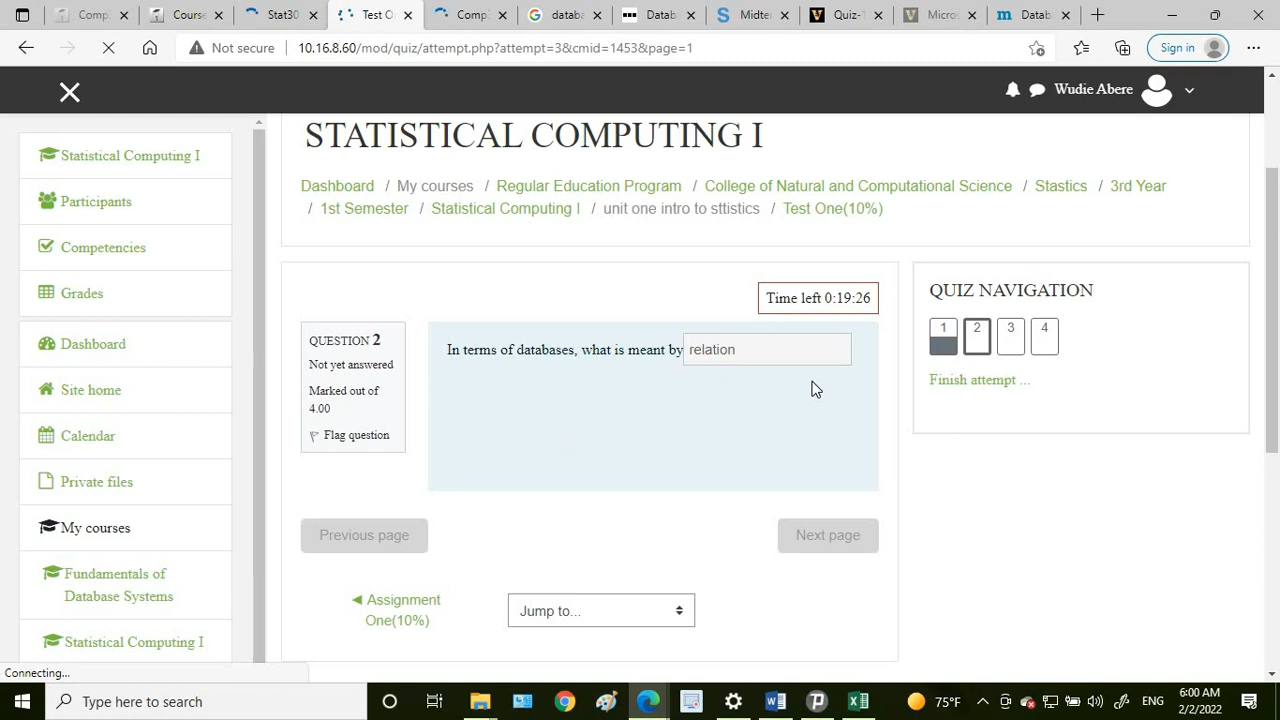 Comp
Course
Stat30
Test O
Comp
databa
Datab
Midte
Quiz-1
Micro
Datab
Not secure
10.16.8.60/mod/quiz/attempt.php?attempt=3&cmid=1453&page=1
Sign in
Wudie Abere
STATISTICAL COMPUTING I
Dashboard / My courses / Regular Education Program / College of Natural and Computational Science / Stastics / 3rd Year
/ 1st Semester / Statistical Computing I / unit one intro to sttistics / Test One(10%)
Statistical Computing I
Participants
Competencies
Grades
Dashboard
Site home
Calendar
Private files
My courses
Fundamentals of
Database Systems
Statistical Computing I
Time left 0:19:26
QUESTION 2
Not yet answered
Marked out of
4.00
Flag question
In terms of databases, what is meant by relation
Previous page
Next page
◄ Assignment
One(10%)
Jump to...
QUIZ NAVIGATION
1 2 3 4
Finish attempt ...
Connecting...
Type here to search
75°F
ENG
6:00 AM
2/2/2022